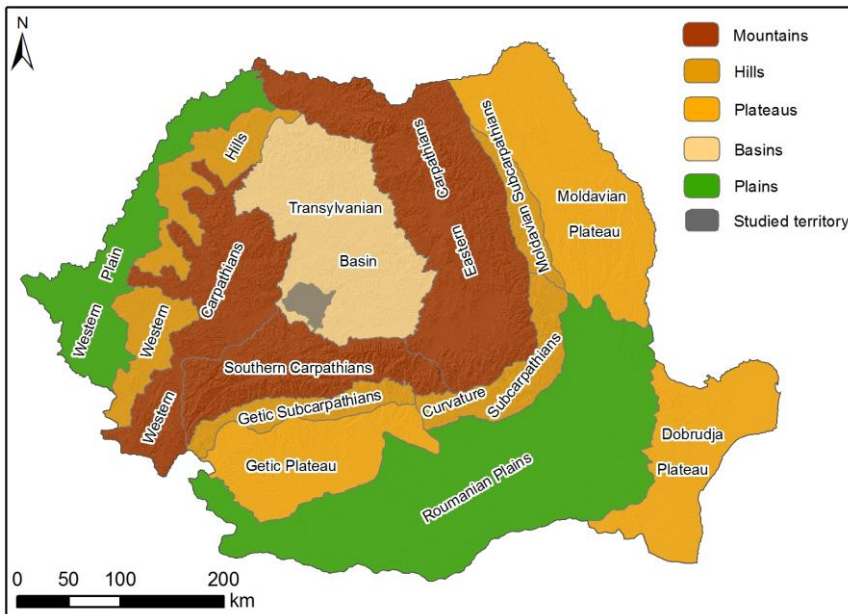 N
Mountains
Hills
Plateaus
Basins
Plains
Studied territory
Hills
Carpathians
Eastern
Moldavian Subcarpathians
Moldavian
Plateau
Transylvanian
Basin
Plain
Western
Western
Carpathians
Western
Southern Carpathians
Getic Subcarpathians
Curvature
Subcarpathians
Getic Plateau
Roumanian Plains
Dobrudja
Plateau
0 50 100 200
km